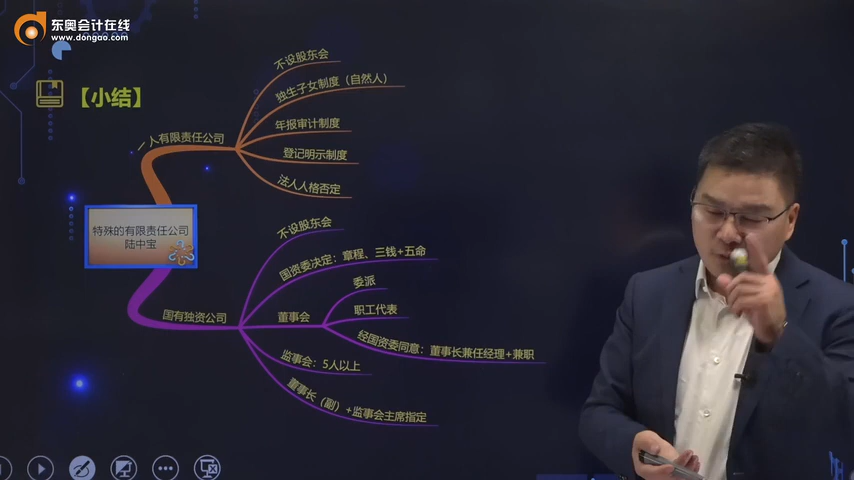 东奥会计在线
www.dongao.com
【小结】
特殊的有限责任公司
陆中宝
一人有限责任公司
不设股东会
独生子女制度（自然人）
年报审计制度
登记明示制度
法人人格否定
国有独资公司
不设股东会
国资委决定：章程、三钱+五命
董事会
委派
职工代表
经国资委同意：董事长兼任经理+兼职
监事会：5人以上
董事长（副）+监事会主席指定